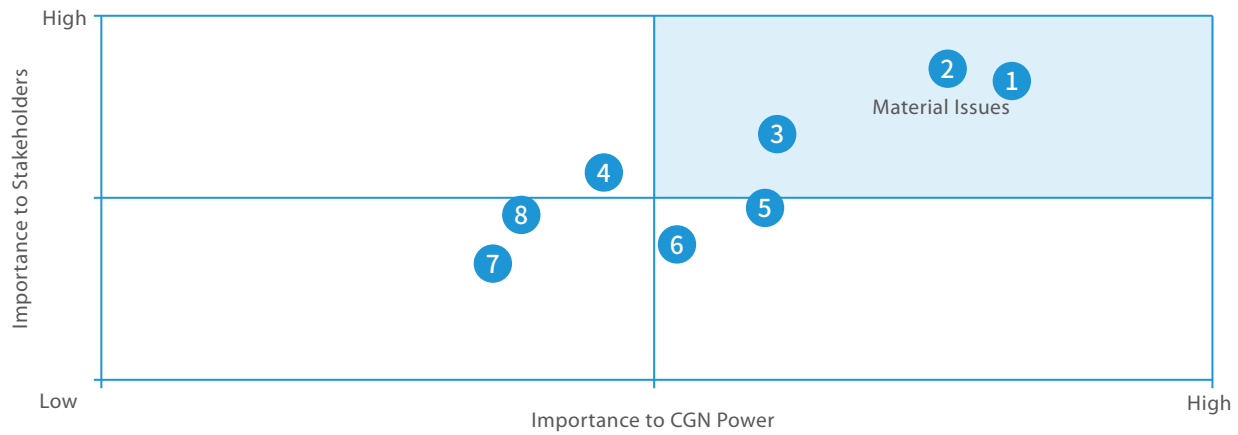 High
Importance to Stakeholders
2
1
Material Issues
3
4
5
8
6
7
Low
High
Importance to CGN Power